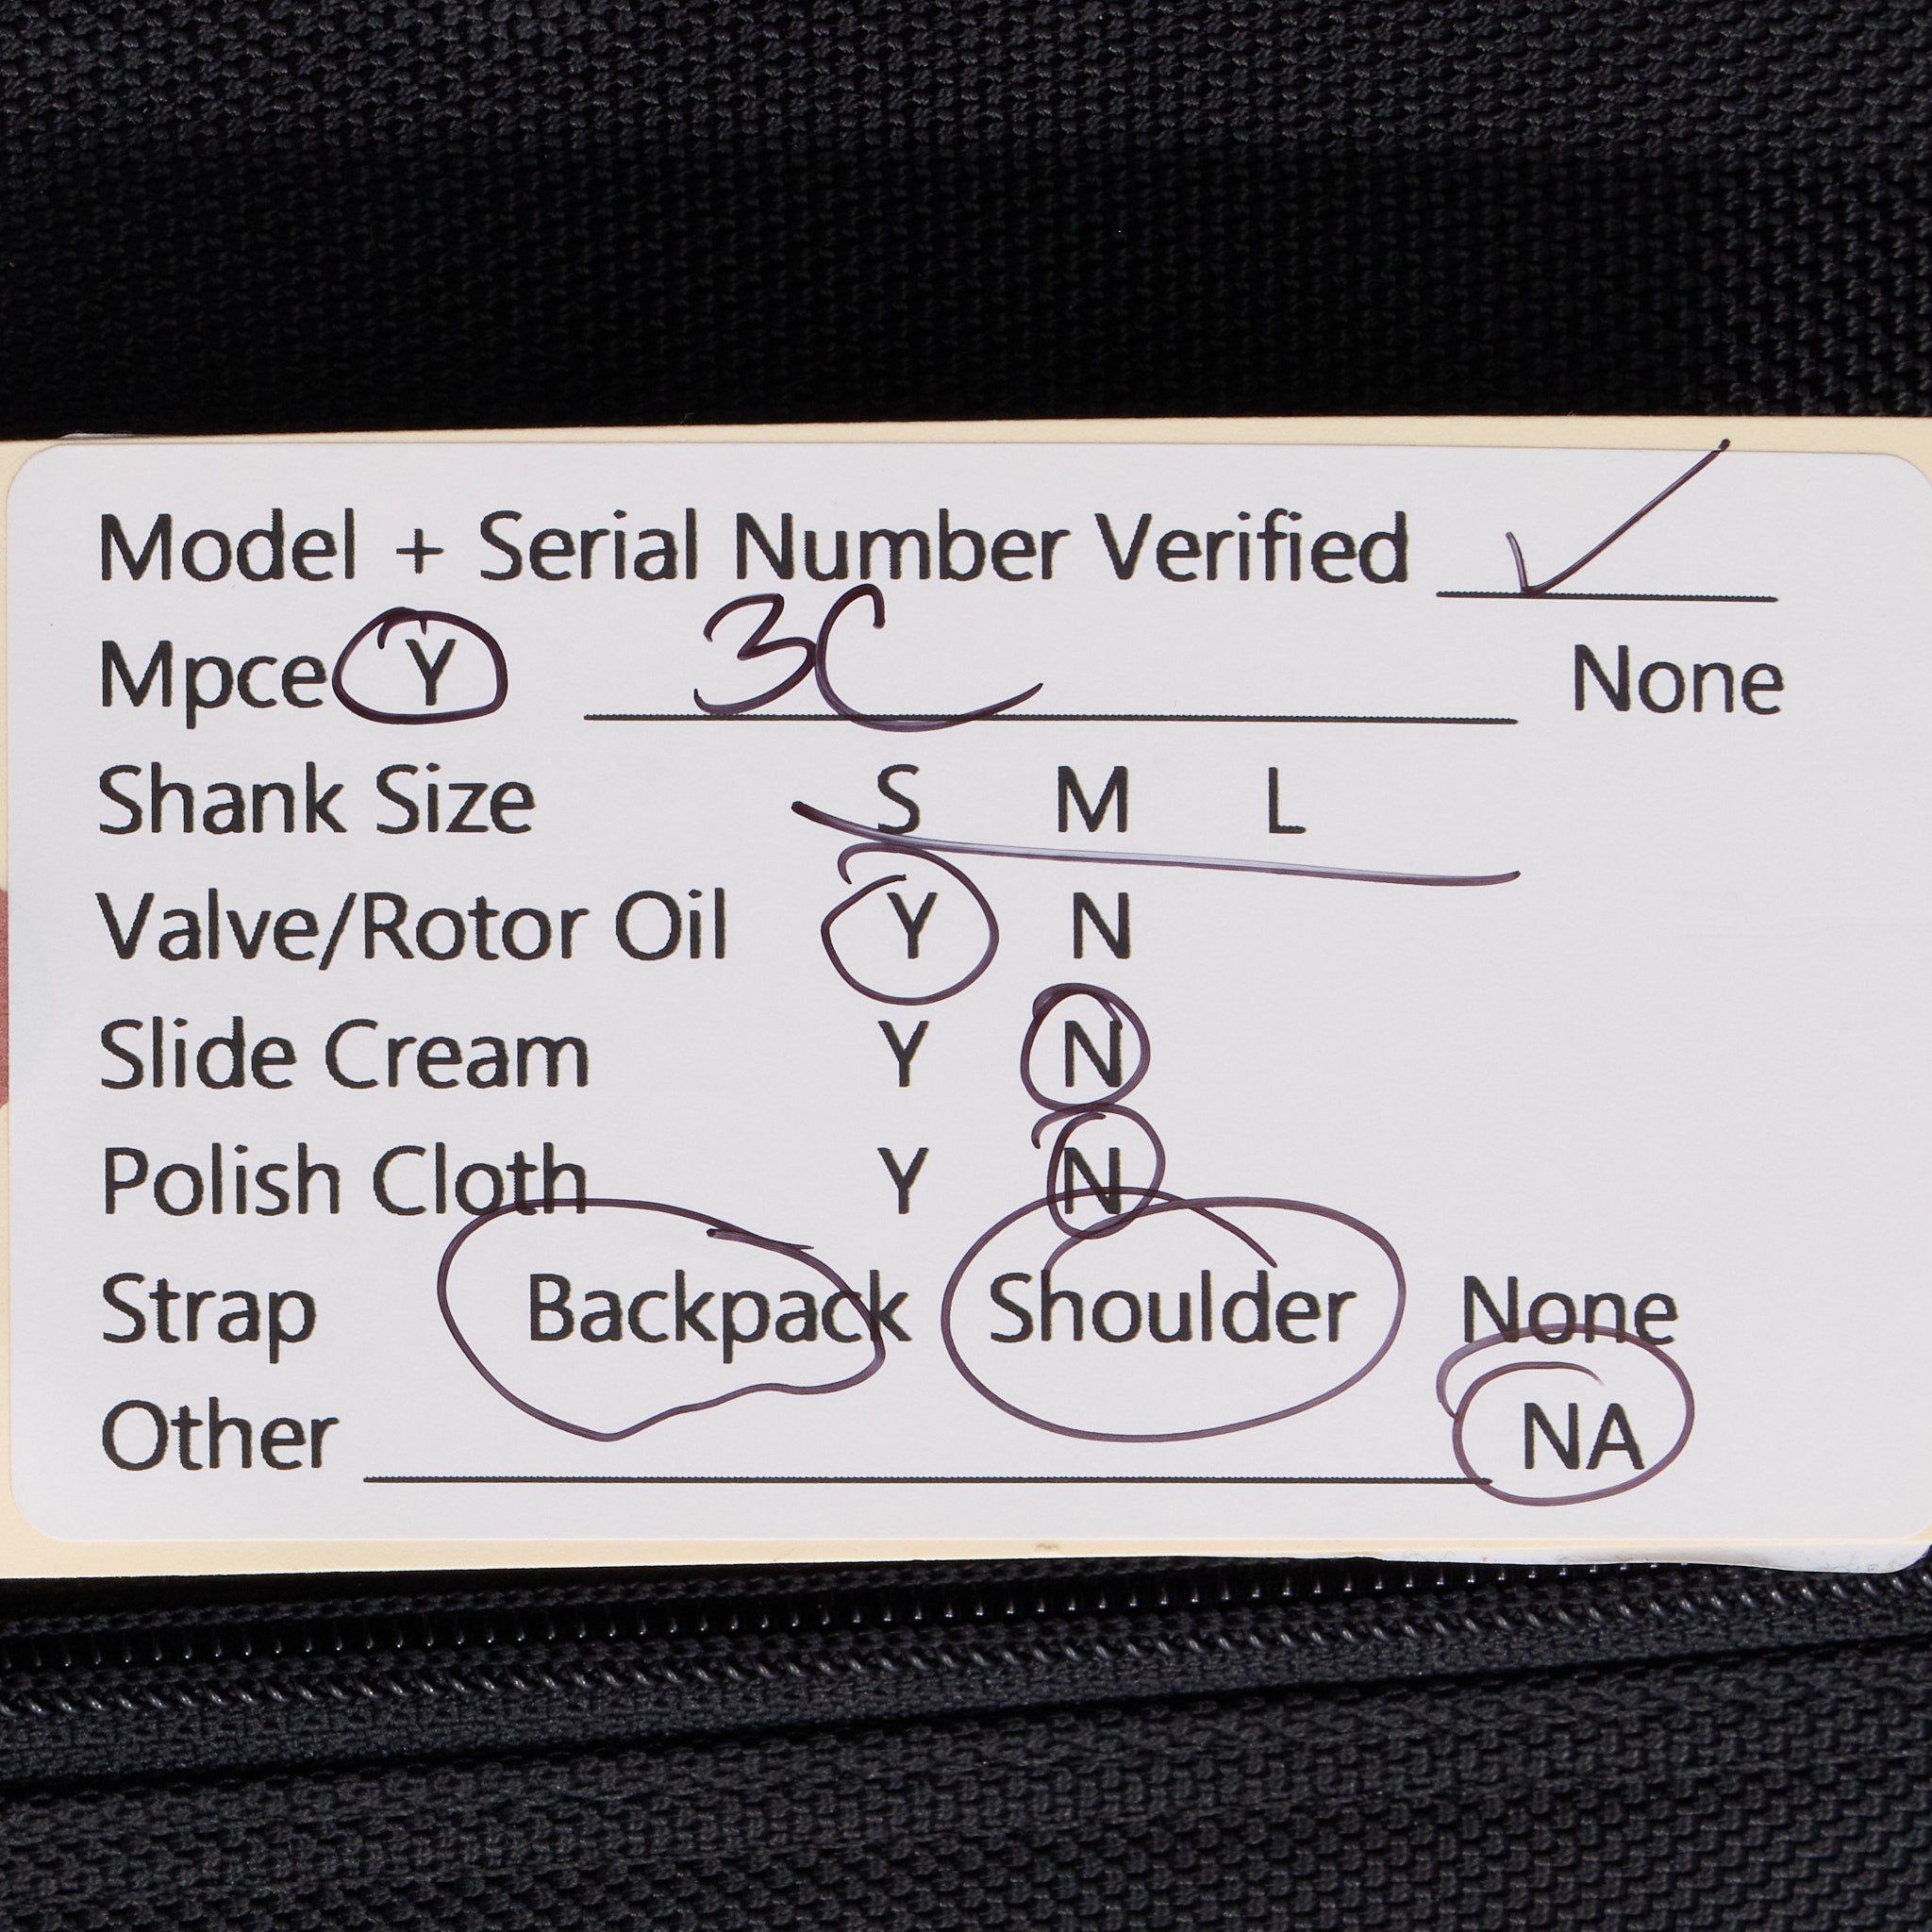 Model + Serial Number Verified ✓
Mpce Y 3C None
Shank Size S M L
Valve/Rotor Oil Y N
Slide Cream Y N
Polish Cloth Y N
Strap Backpack Shoulder None
Other NA